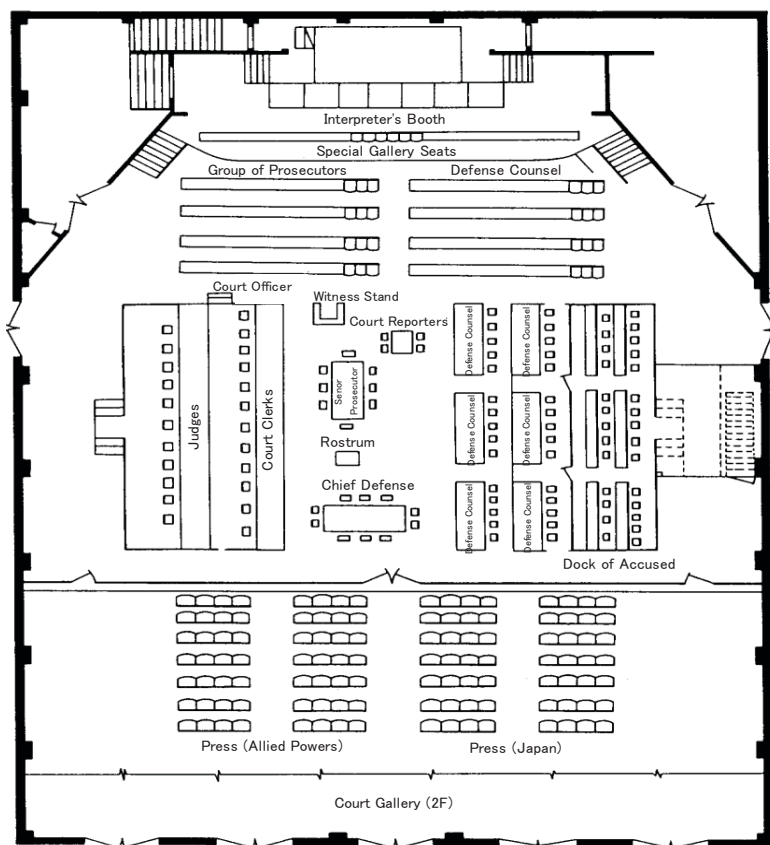 Interpreter's Booth
Special Gallery Seats
Group of Prosecutors
Defense Counsel
Court Officer
Witness Stand
Court Reporters
Judges
Court Clerks
Senor
Prosecutor
Rostrum
Chief Defense
Defense Counsel
Defense Counsel
Defense Counsel
Defense Counsel
Defense Counsel
Defense Counsel
Dock of Accused
Press (Allied Powers)
Press (Japan)
Court Gallery (2F)